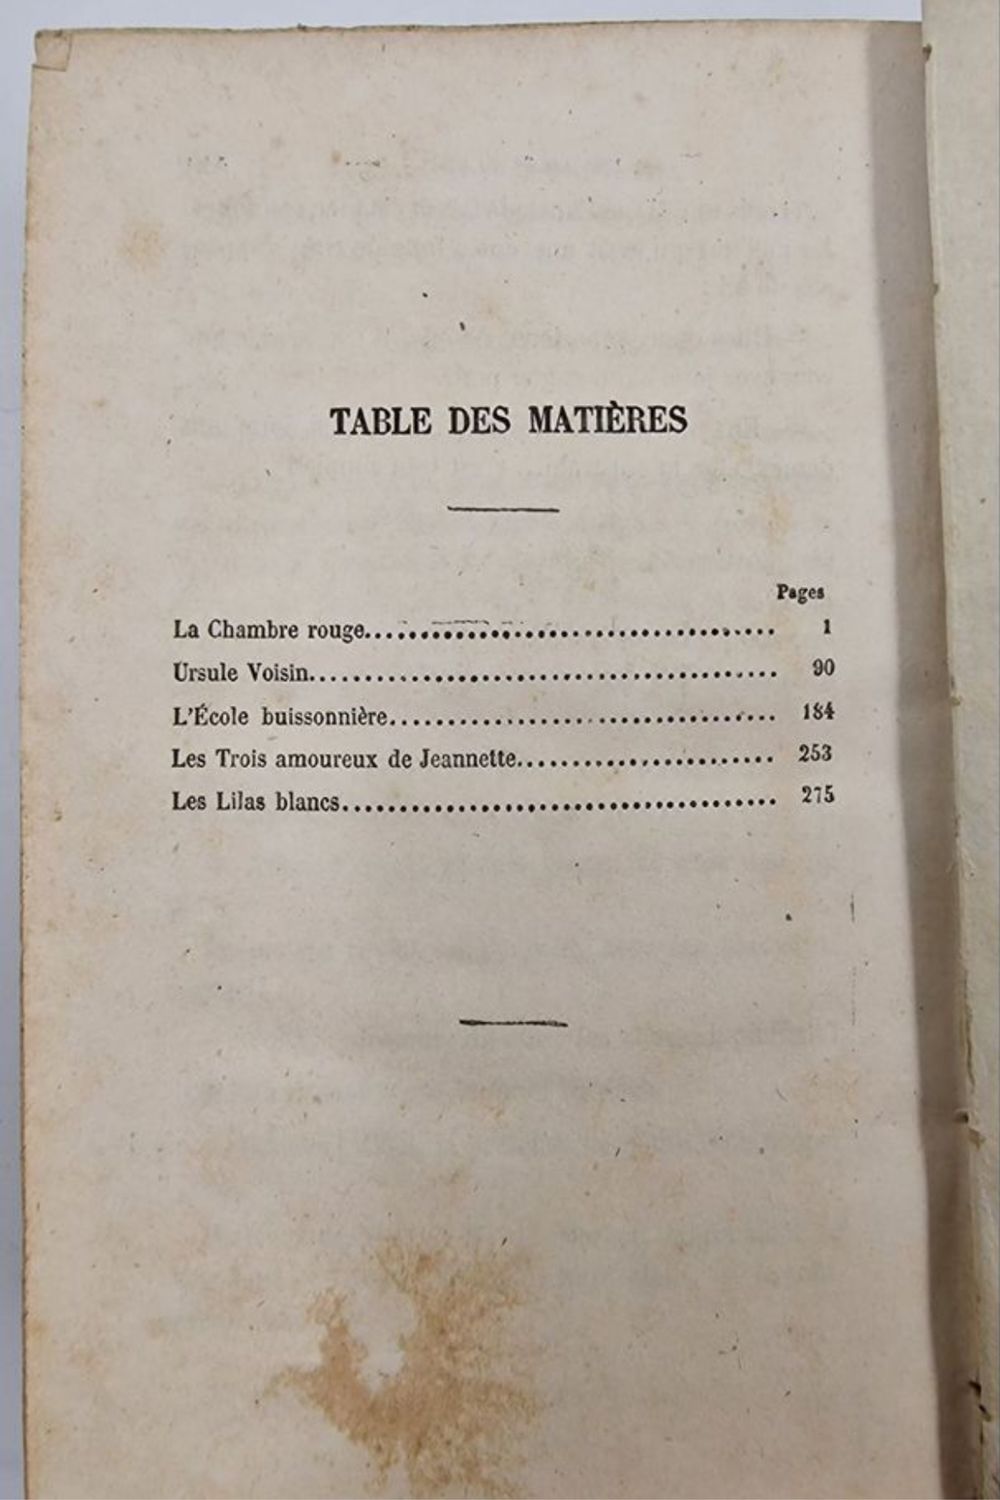 TABLE DES MATIÈRES
Pages
La Chambre rouge........................................ 1
Ursule Voisin........................................ 90
L'École buissonnière.................................. 184
Les Trois amoureux de Jeannette....................... 253
Les Lilas blancs...................................... 275